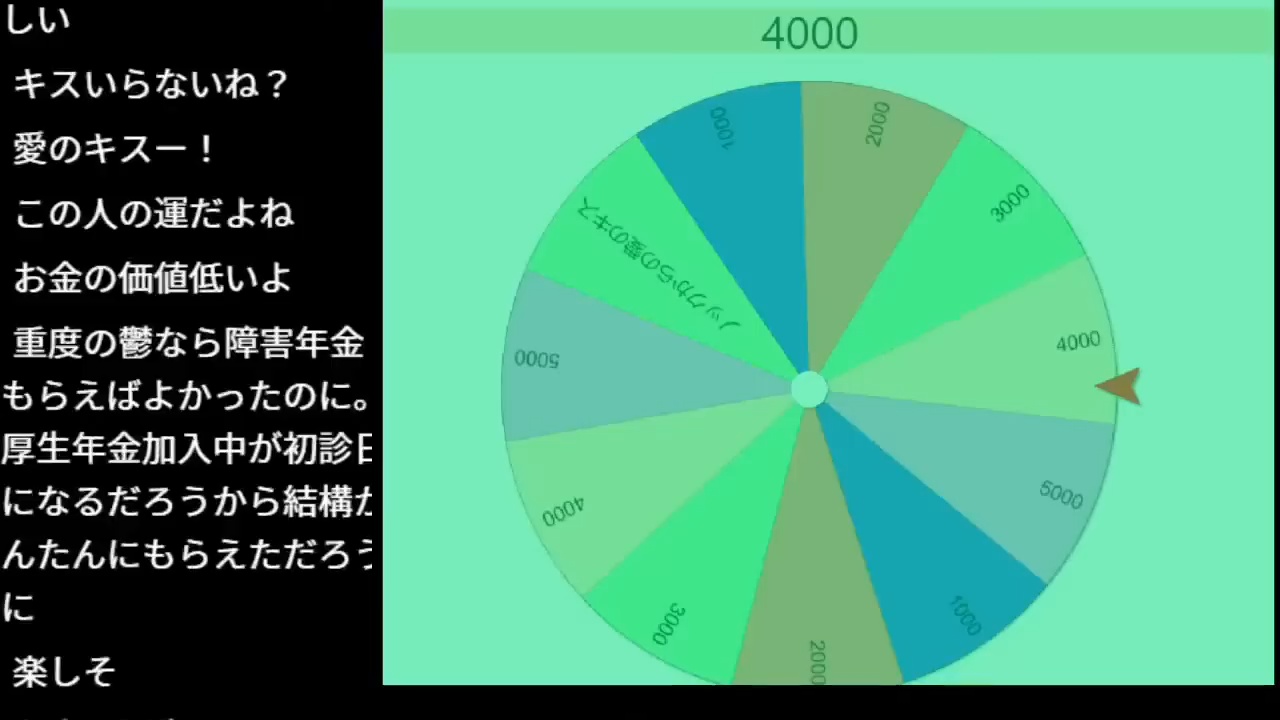 しい
キスいらないね？
愛のキスー！
この人の運だよね
お金の価値低いよ
重度の鬱なら障害年金
もらえばよかったのに。
厚生年金加入中が初診日
になるだろうから結構か
んたんにもらえただろう
に
楽しそ
4000
1000
2000
3000
4000
5000
1000
2000
3000
4000
5000
ノックからの愛のキス